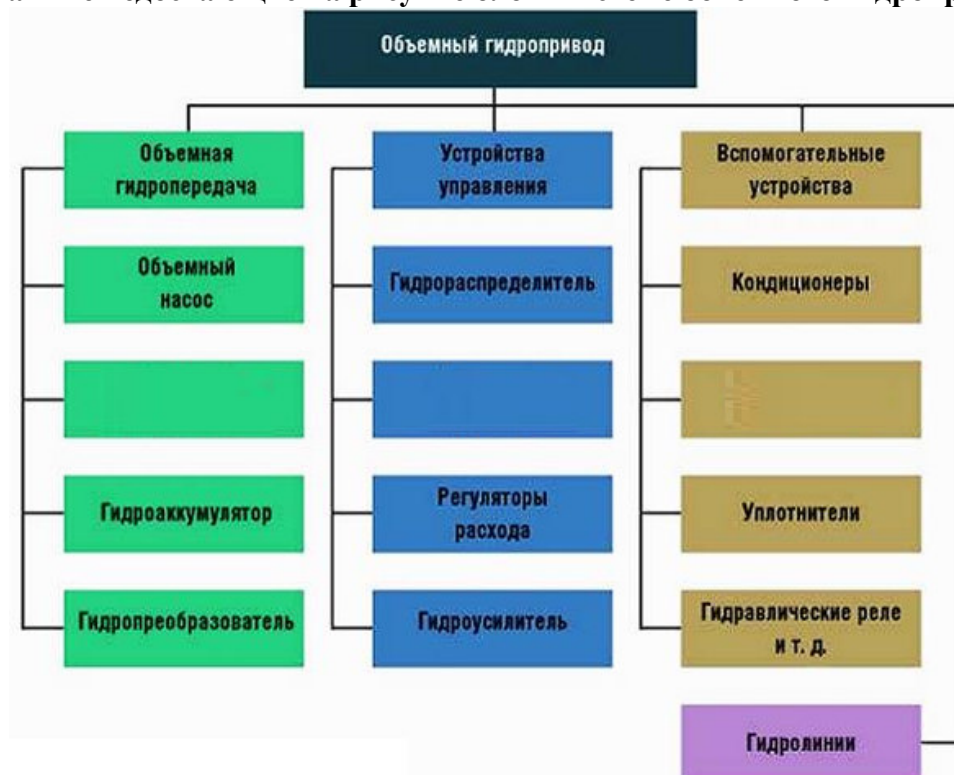 Объемный гидропривод
Объемная
гидропередача
Устройства
управления
Вспомогательные
устройства
Объемный
насос
Гидрораспределитель
Кондиционеры
Гидроаккумулятор
Регуляторы
расхода
Уплотнители
Гидропреобразователь
Гидроусилитель
Гидравлические реле
и т. д.
Гидролинии